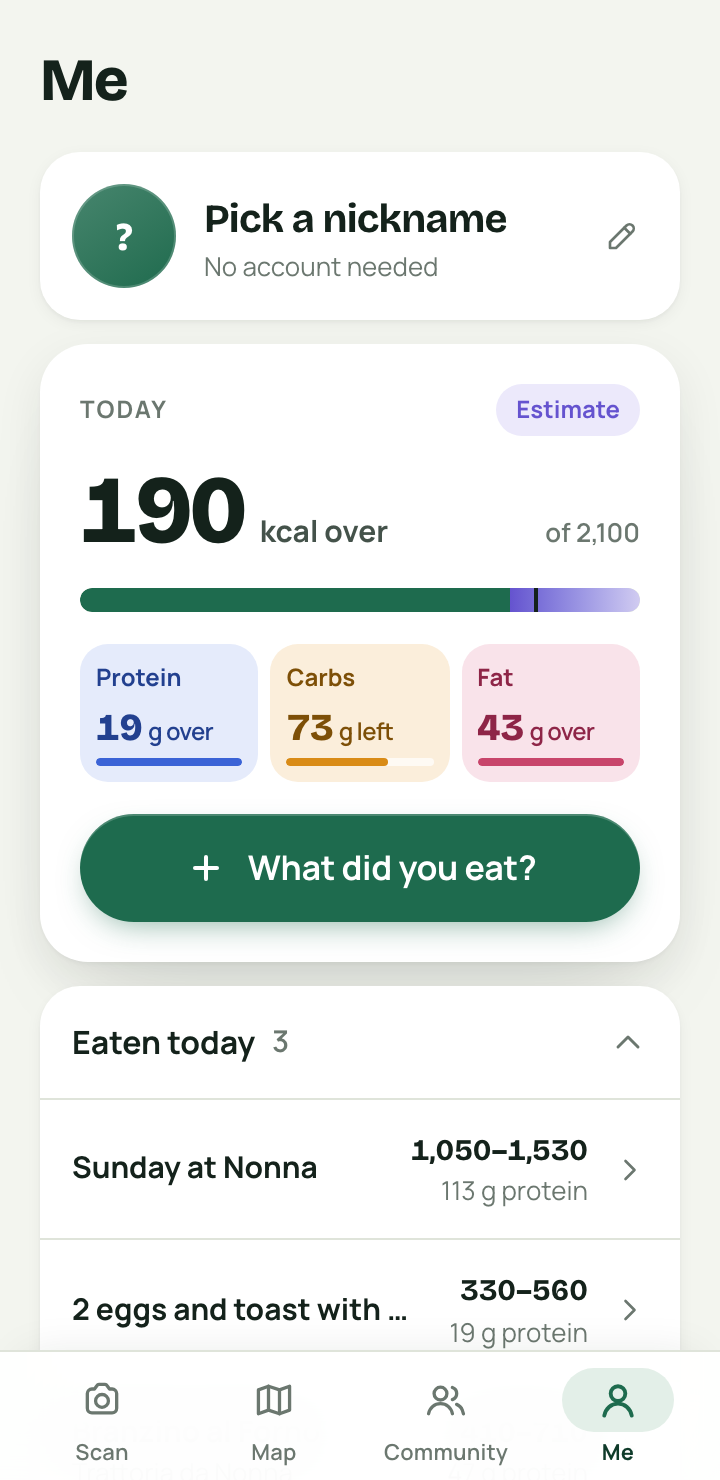 Me
?
Pick a nickname
No account needed
TODAY
Estimate
190 kcal over
of 2,100
Protein
19 g over
Carbs
73 g left
Fat
43 g over
What did you eat?
Eaten today 3
Sunday at Nonna
1,050–1,530
113 g protein
2 eggs and toast with ...
330–560
19 g protein
Scan
Map
Community
Me